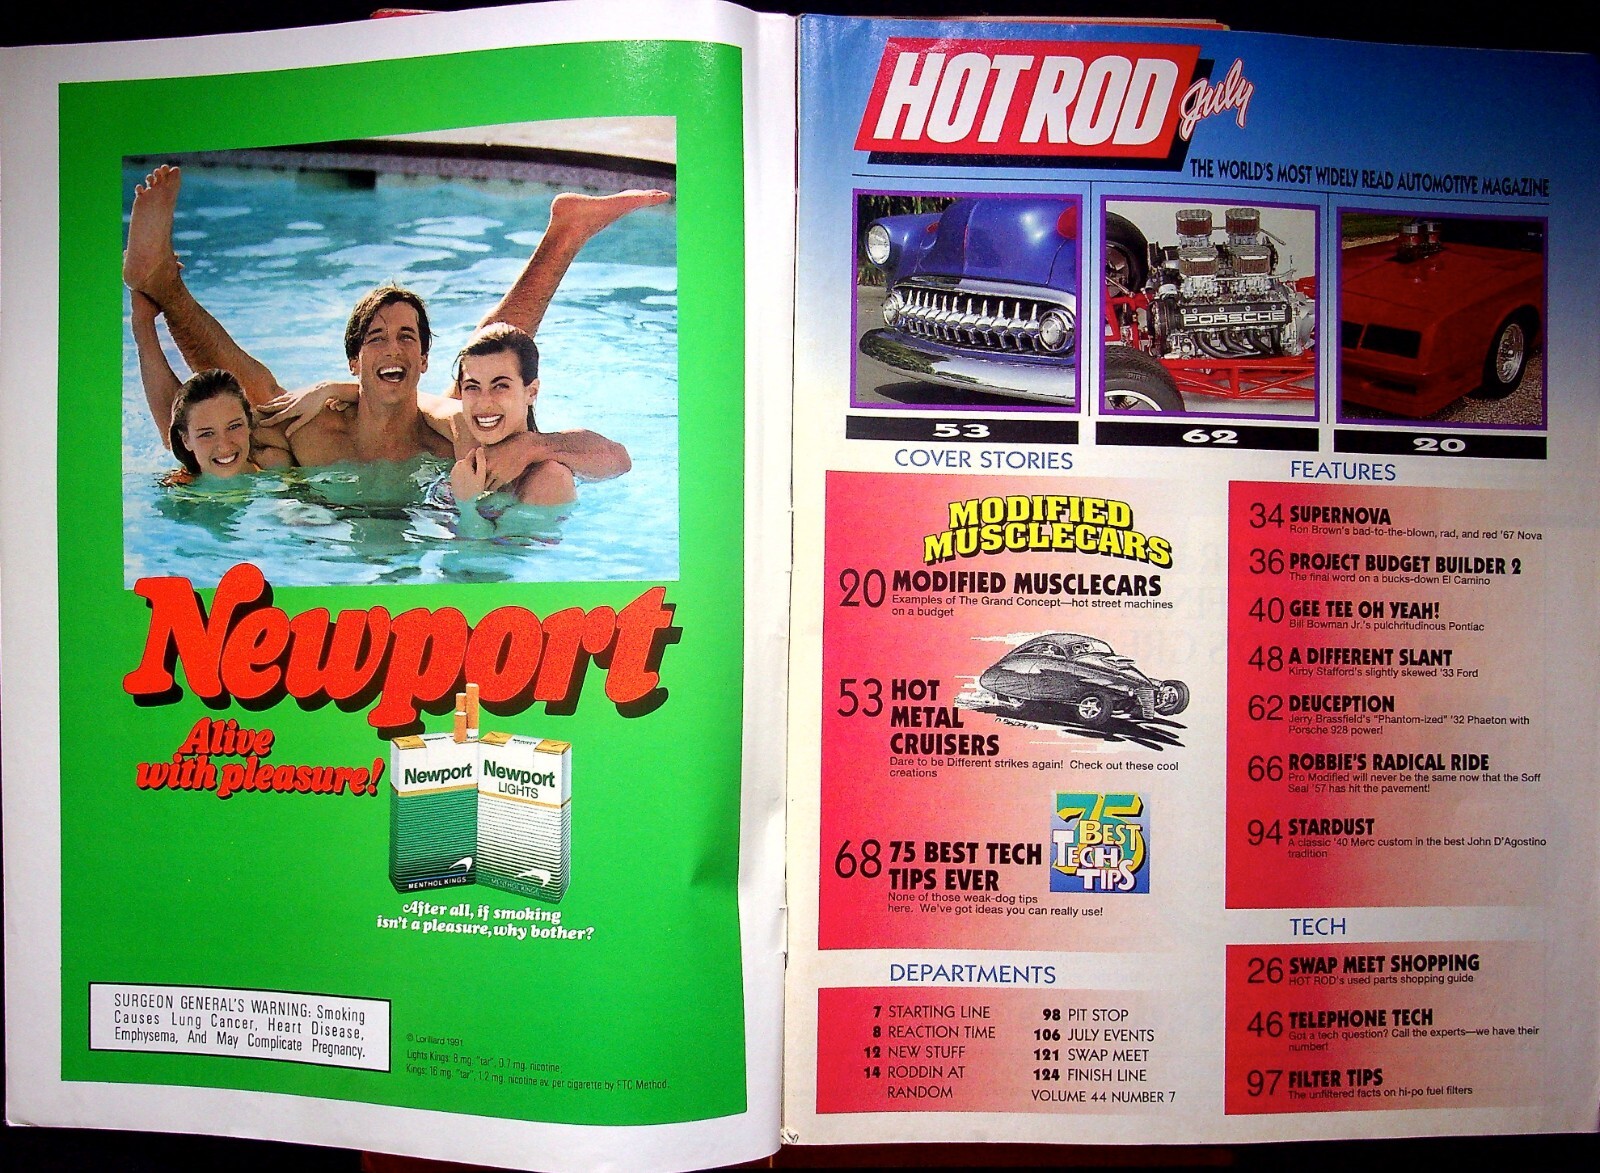 Newport
Alive
with pleasure!
Newport
Newport
LIGHTS
MENTHOL KINGS
MENTHOL KINGS
After all, if smoking
isn't a pleasure, why bother?
SURGEON GENERAL'S WARNING: Smoking
Causes Lung Cancer, Heart Disease,
Emphysema, And May Complicate Pregnancy.
© Lorillard 1991
Lights Kings: 8 mg. "tar", 0.7 mg. nicotine;
Kings: 16 mg. "tar", 1.2 mg. nicotine av. per cigarette by FTC Method.
HOT ROD July
THE WORLD'S MOST WIDELY READ AUTOMOTIVE MAGAZINE
PORSCHE
53
62
20
COVER STORIES
MODIFIED
MUSCLECARS
20 MODIFIED MUSCLECARS
Examples of The Grand Concept—hot street machines
on a budget
53 HOT
METAL
CRUISERS
Dare to be Different strikes again! Check out these cool
creations
75
BEST
TECH
TIPS
68 75 BEST TECH
TIPS EVER
None of those weak-dog tips
here. We've got ideas you can really use!
DEPARTMENTS
7 STARTING LINE
8 REACTION TIME
12 NEW STUFF
14 RODDIN AT
RANDOM
98 PIT STOP
106 JULY EVENTS
121 SWAP MEET
124 FINISH LINE
VOLUME 44 NUMBER 7
FEATURES
34 SUPERNOVA
Ron Brown's bad-to-the-blown, rad, and red '67 Nova
36 PROJECT BUDGET BUILDER 2
The final word on a bucks-down El Camino
40 GEE TEE OH YEAH!
Bill Bowman Jr.'s pulchritudinous Pontiac
48 A DIFFERENT SLANT
Kirby Stafford's slightly skewed '33 Ford
62 DEUCEPTION
Jerry Brassfield's "Phantom-ized" '32 Phaeton with
Porsche 928 power!
66 ROBBIE'S RADICAL RIDE
Pro Modified will never be the same now that the Soff
Seal '57 has hit the pavement!
94 STARDUST
A classic '40 Merc custom in the best John D'Agostino
tradition
TECH
26 SWAP MEET SHOPPING
HOT ROD's used parts shopping guide
46 TELEPHONE TECH
Got a tech question? Call the experts—we have their
number!
97 FILTER TIPS
The unfiltered facts on hi-po fuel filters